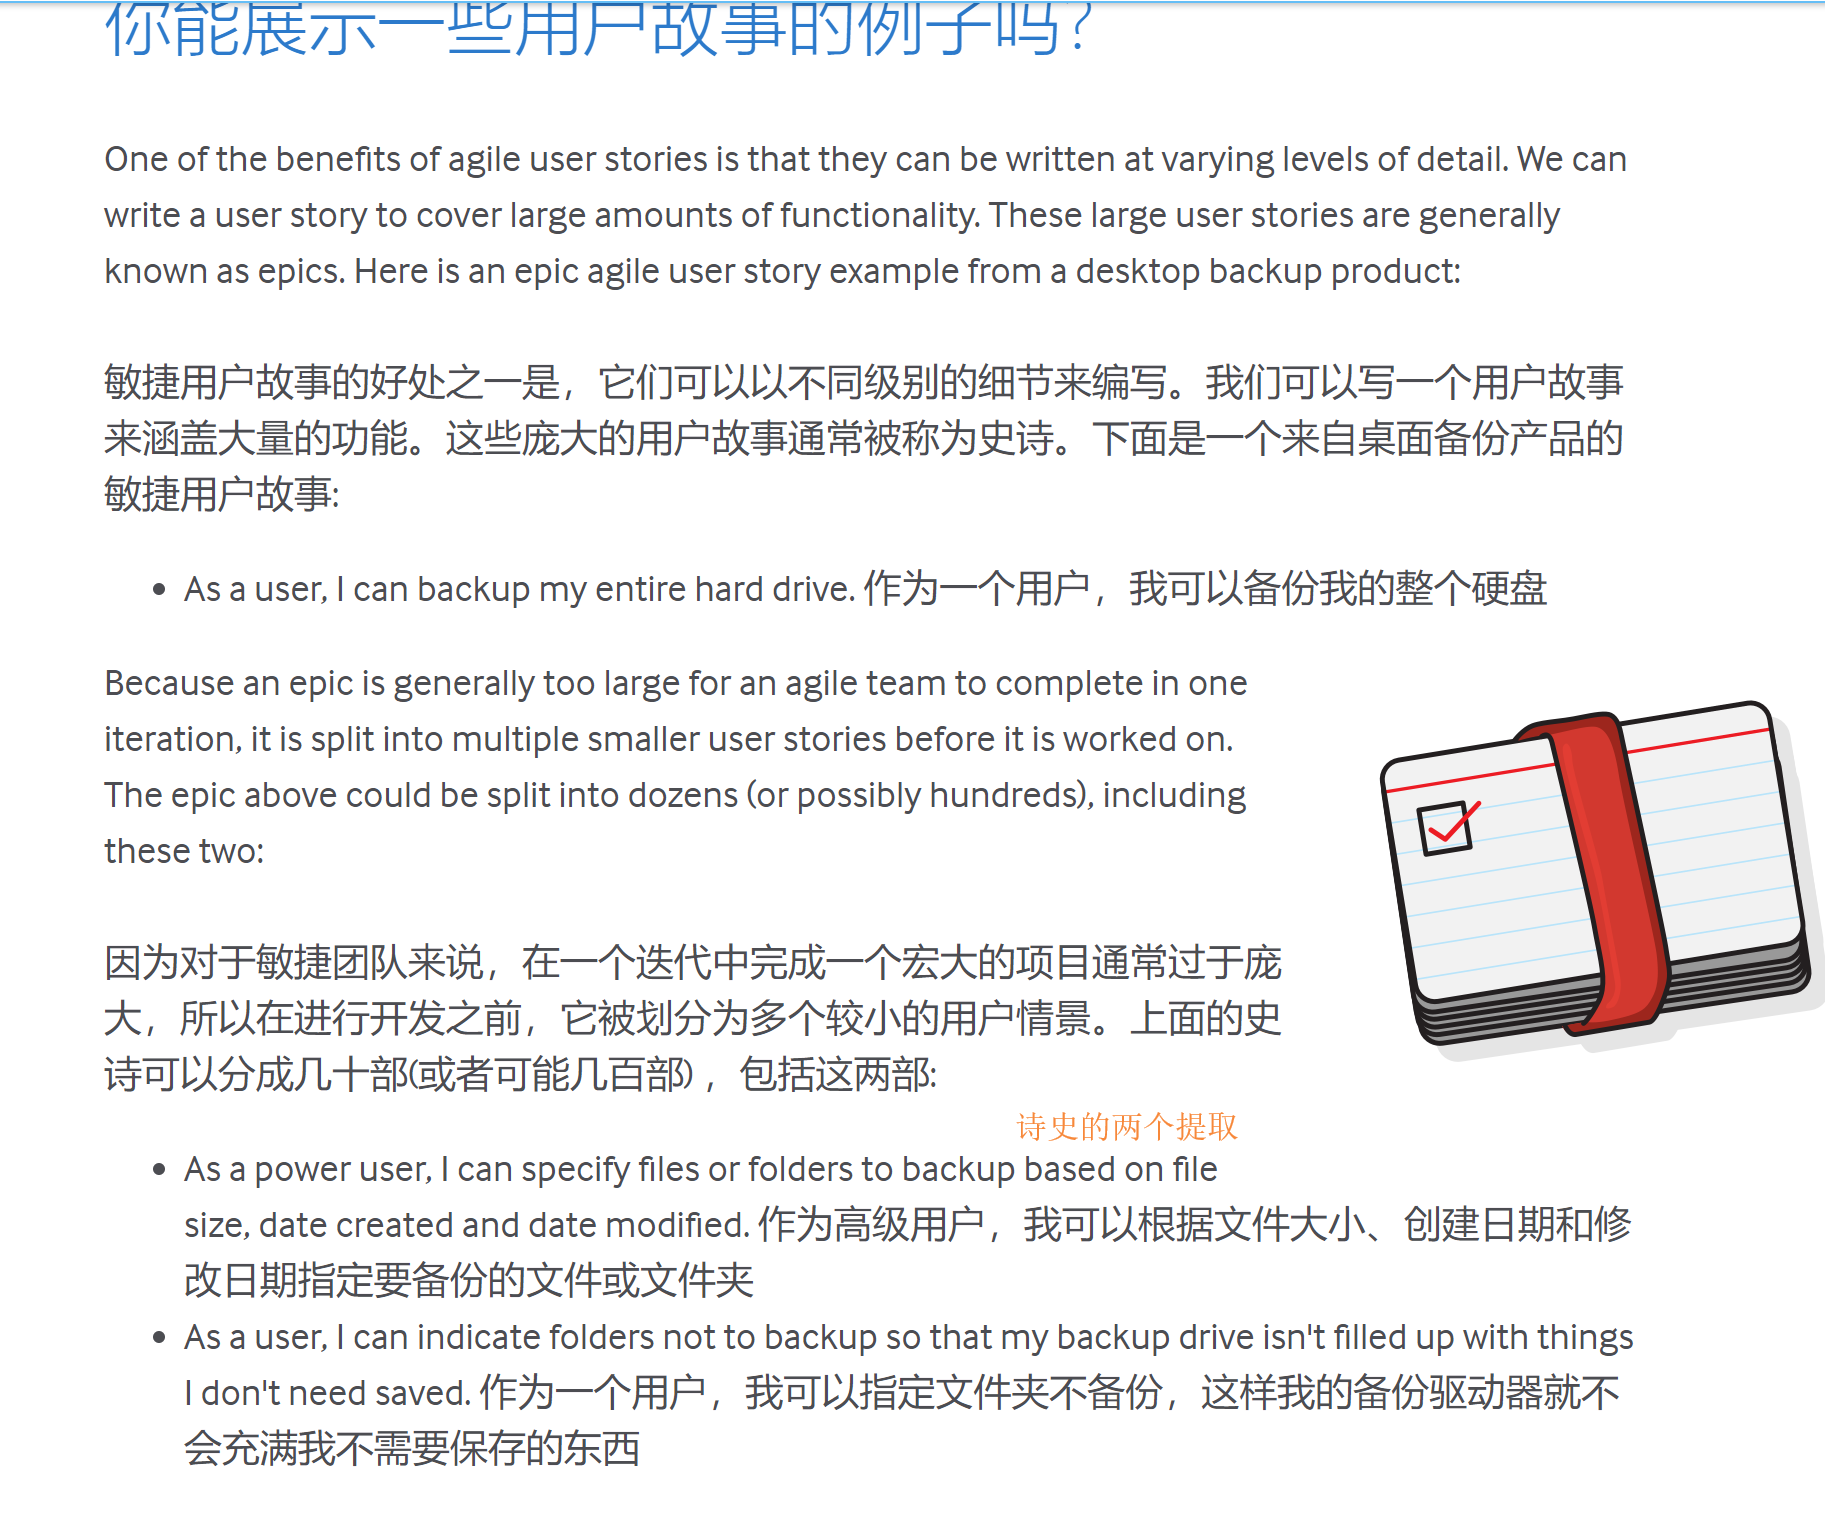 你能展示一些用户故事的例子吗?
One of the benefits of agile user stories is that they can be written at varying levels of detail. We can
write a user story to cover large amounts of functionality. These large user stories are generally
known as epics. Here is an epic agile user story example from a desktop backup product:
敏捷用户故事的好处之一是，它们可以以不同级别的细节来编写。我们可以写一个用户故事
来涵盖大量的功能。这些庞大的用户故事通常被称为史诗。下面是一个来自桌面备份产品的
敏捷用户故事:
• As a user, I can backup my entire hard drive. 作为一个用户，我可以备份我的整个硬盘
Because an epic is generally too large for an agile team to complete in one
iteration, it is split into multiple smaller user stories before it is worked on.
The epic above could be split into dozens (or possibly hundreds), including
these two:
因为对于敏捷团队来说，在一个迭代中完成一个宏大的项目通常过于庞
大，所以在进行开发之前，它被划分为多个较小的用户情景。上面的史
诗可以分成几十部(或者可能几百部) ，包括这两部:
诗史的两个提取
• As a power user, I can specify files or folders to backup based on file
size, date created and date modified. 作为高级用户，我可以根据文件大小、创建日期和修
改日期指定要备份的文件或文件夹
• As a user, I can indicate folders not to backup so that my backup drive isn't filled up with things
I don't need saved. 作为一个用户，我可以指定文件夹不备份，这样我的备份驱动器就不
会充满我不需要保存的东西